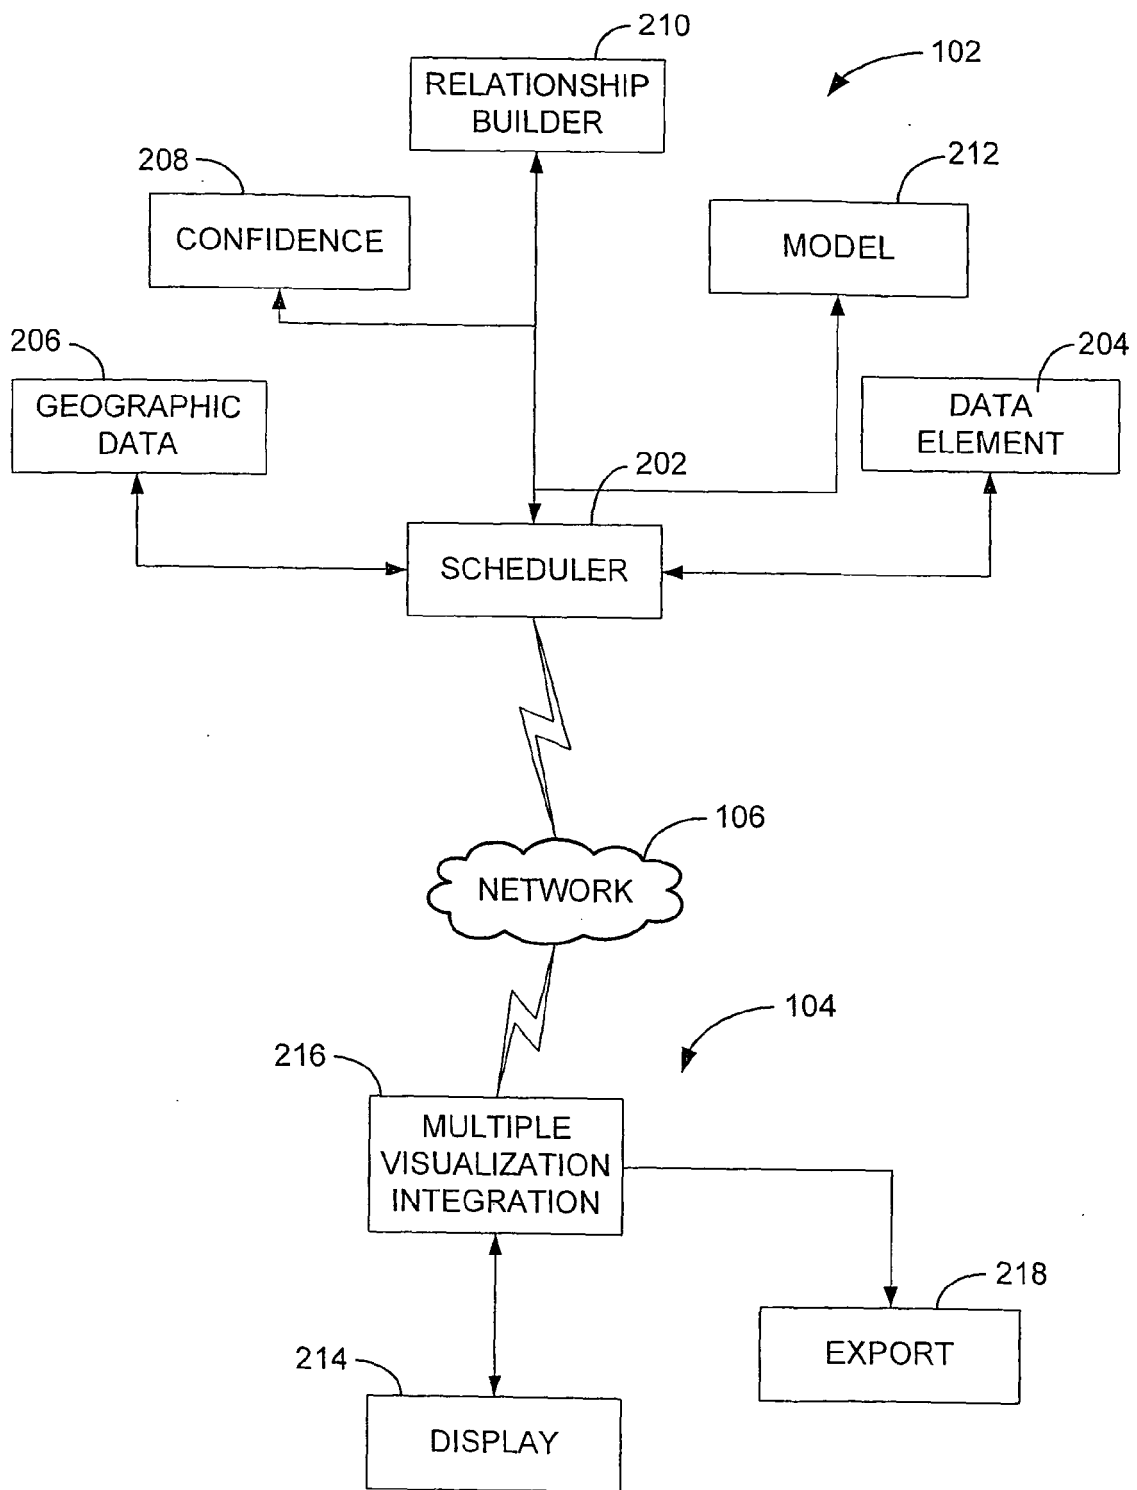 210
102
RELATIONSHIP
BUILDER
208
212
CONFIDENCE
MODEL
206
204
GEOGRAPHIC
DATA
DATA
ELEMENT
202
SCHEDULER
106
NETWORK
104
216
MULTIPLE
VISUALIZATION
INTEGRATION
218
EXPORT
214
DISPLAY